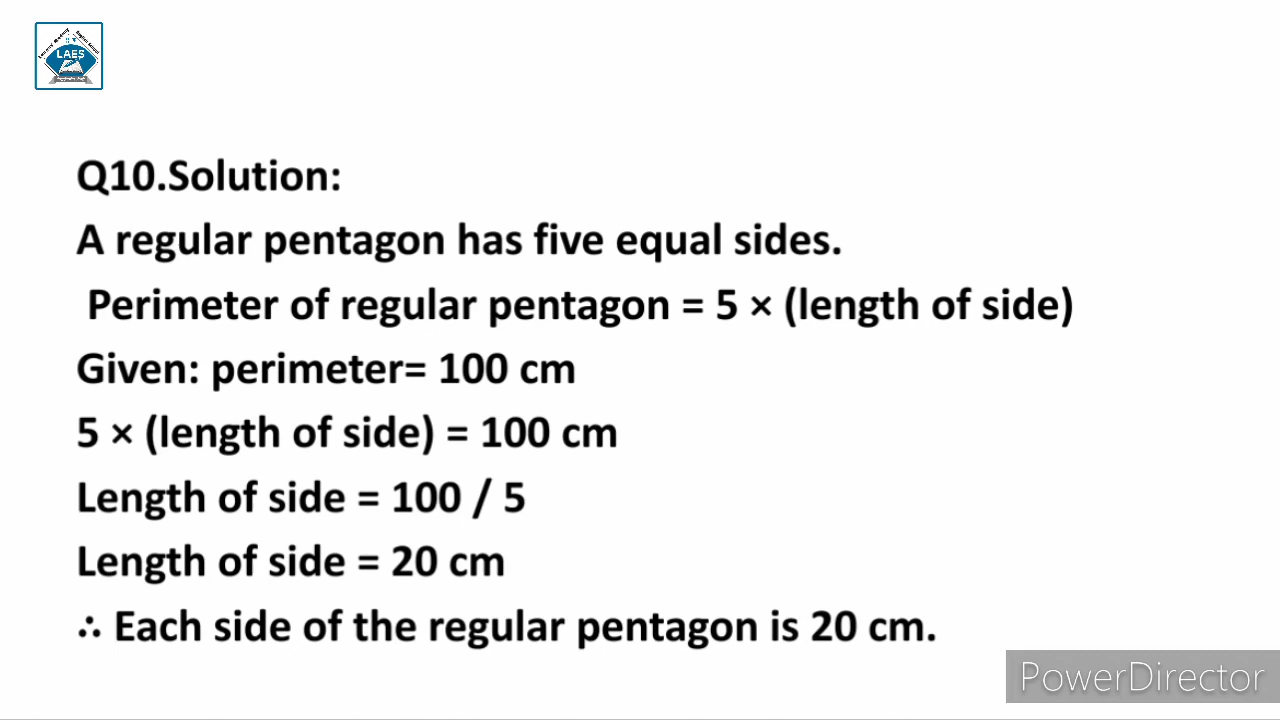 LAES
Q10.Solution:
A regular pentagon has five equal sides.
Perimeter of regular pentagon = 5 × (length of side)
Given: perimeter= 100 cm
5 × (length of side) = 100 cm
Length of side = 100 / 5
Length of side = 20 cm
∴ Each side of the regular pentagon is 20 cm.
PowerDirector